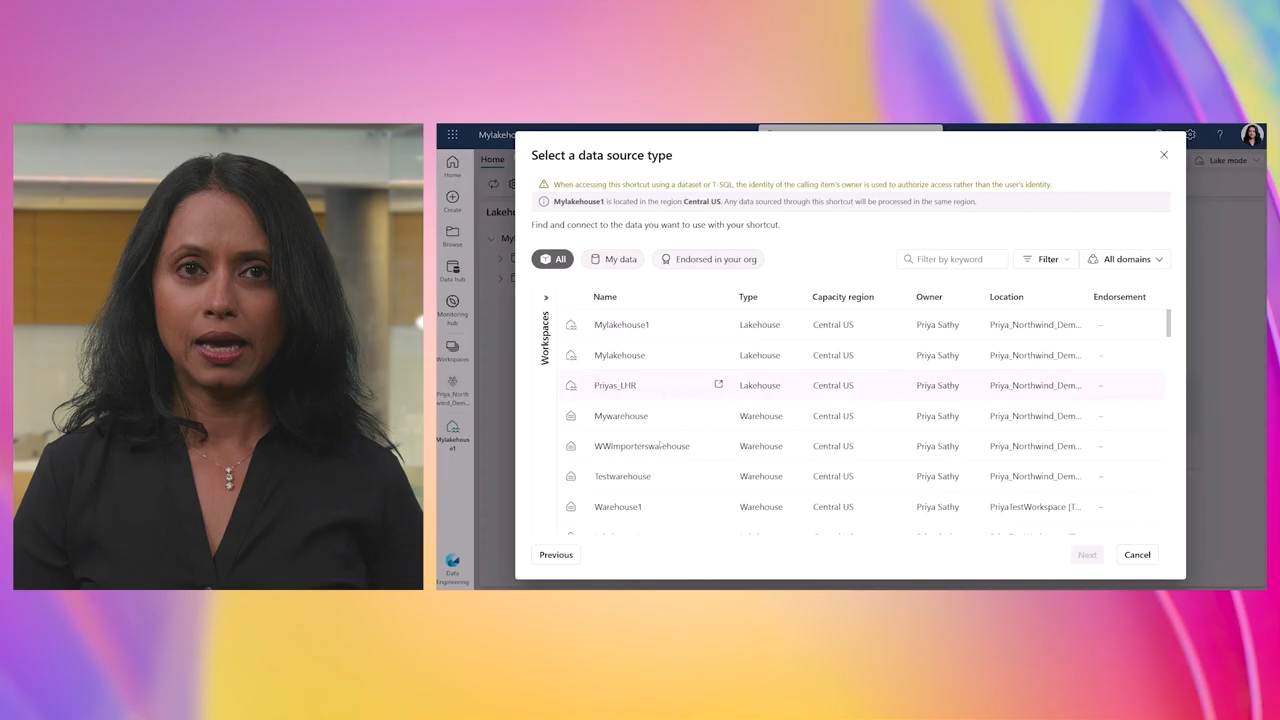 Mylakehou
Home
Lake mode
Home
Create
Browse
Data hub
Monitoring
hub
Workspaces
Priya_No
rthwind_Dem...
Mylakehous
e1
Data
Engineering
Select a data source type
When accessing this shortcut using a dataset or T-SQL, the identity of the calling item's owner is used to authorize access rather than the user's identity.
Mylakehouse1 is located in the region Central US. Any data sourced through this shortcut will be processed in the same region.
Find and connect to the data you want to use with your shortcut.
All My data Endorsed in your org Filter by keyword Filter All domains
Workspaces
Name Type Capacity region Owner Location Endorsement
Mylakehouse1 Lakehouse Central US Priya Sathy Priya_Northwind_Dem... –
Mylakehouse Lakehouse Central US Priya Sathy Priya_Northwind_Dem... –
Priyas_LHR Lakehouse Central US Priya Sathy Priya_Northwind_Dem... –
Mywarehouse Warehouse Central US Priya Sathy Priya_Northwind_Dem... –
WWImporterswarehouse Warehouse Central US Priya Sathy Priya_Northwind_Dem... –
Testwarehouse Warehouse Central US Priya Sathy Priya_Northwind_Dem... –
Warehouse1 Warehouse Central US Priya Sathy PriyaTestWorkspace [T... –
Previous Next Cancel